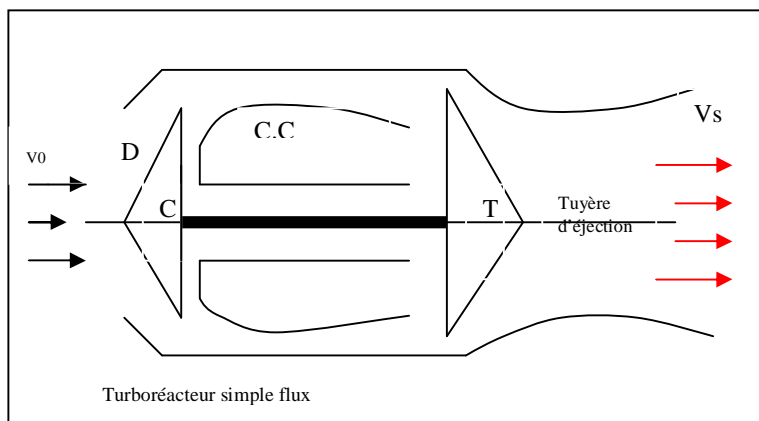 C.C
Vs
D
V0
C
T
Tuyère
d'éjection
Turboréacteur simple flux